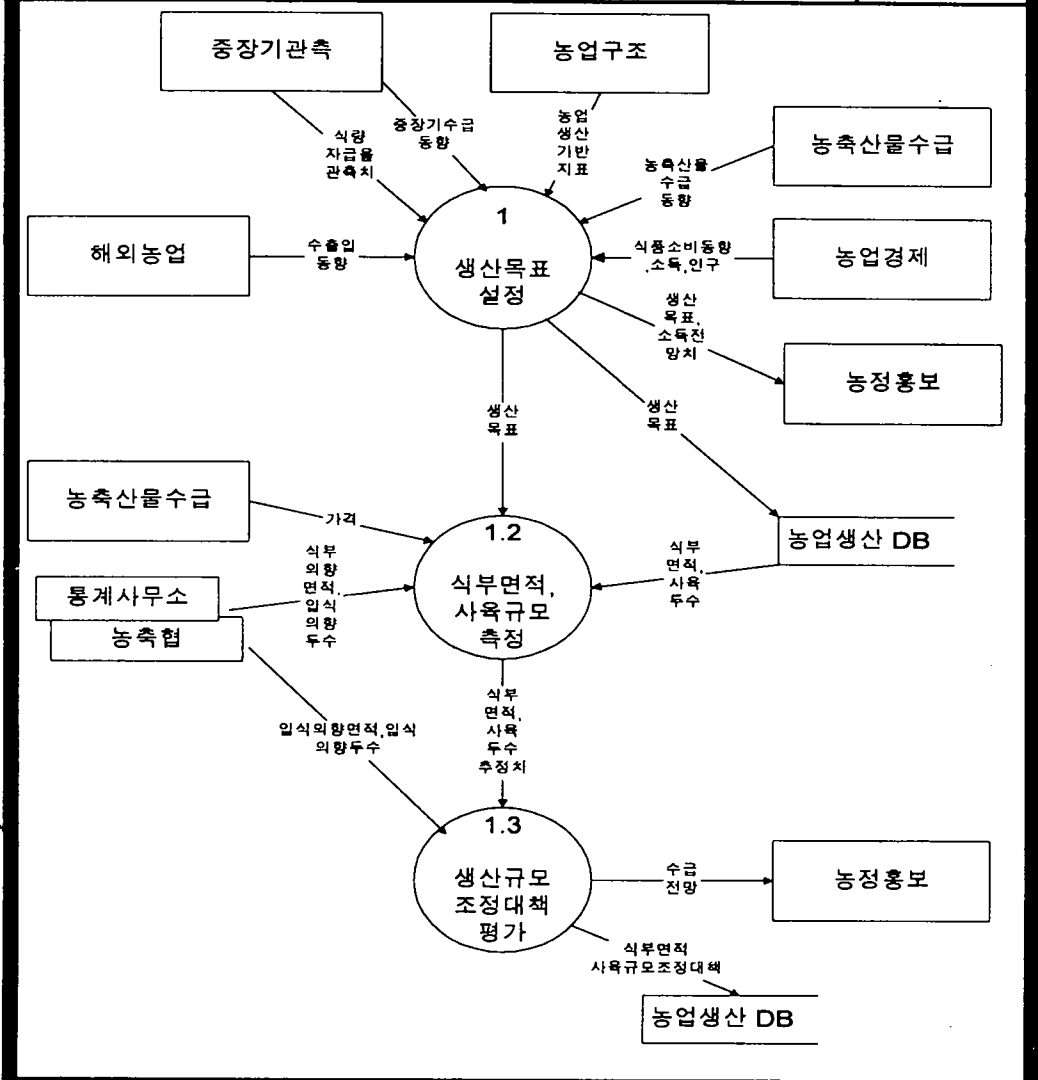 중장기관측
농업구조
식량
자급율
관측치
중장기수급
동향
농업
생산
기반
지표
농축산물수급
농축산물
수급
동향
1
생산목표
설정
해외농업
수출입
동향
식품소비동향
,소득,인구
농업경제
생산
목표,
소득전
망치
농정홍보
생산
목표
생산
목표
농축산물수급
가격
1.2
식부면적,
사육규모
측정
농업생산 DB
식부
면적,
사육
두수
식부
의향
면적,
입식
의향
두수
통계사무소
농축협
입식의향면적,입식
의향두수
식부
면적,
사육
두수
추정치
1.3
생산규모
조정대책
평가
수급
전망
농정홍보
식부면적
사육규모조정대책
농업생산 DB